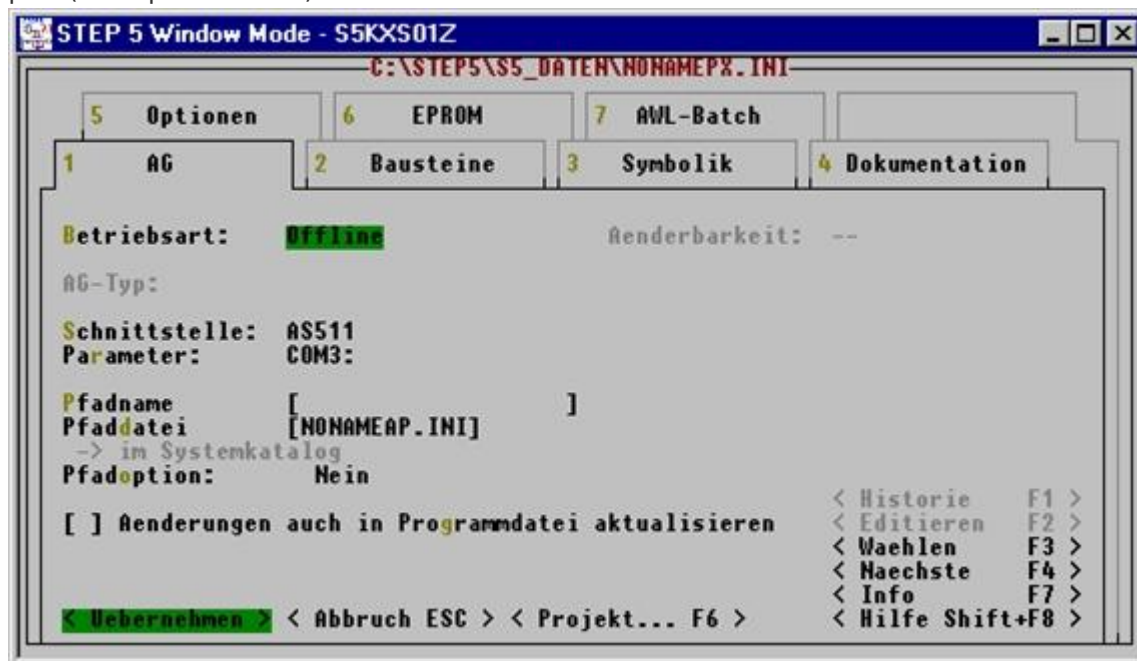 STEP 5 Window Mode - S5KXS01Z
C:\STEP5\S5_DATEN\NONAMEPX.INI
5 Optionen 6 EPROM 7 AWL-Batch
1 AG 2 Bausteine 3 Symbolik 4 Dokumentation
Betriebsart: Offline Aenderbarkeit: --
AG-Typ:
Schnittstelle: AS511
Parameter: COM3:
Pfadname [ ]
Pfaddatei [NONAMEAP.INI]
-> im Systemkatalog
Pfadoption: Nein
< Historie F1 >
[ ] Aenderungen auch in Programmdatei aktualisieren < Editieren F2 >
< Waehlen F3 >
< Naechste F4 >
< Info F7 >
< Uebernehmen > < Abbruch ESC > < Projekt... F6 > < Hilfe Shift+F8 >